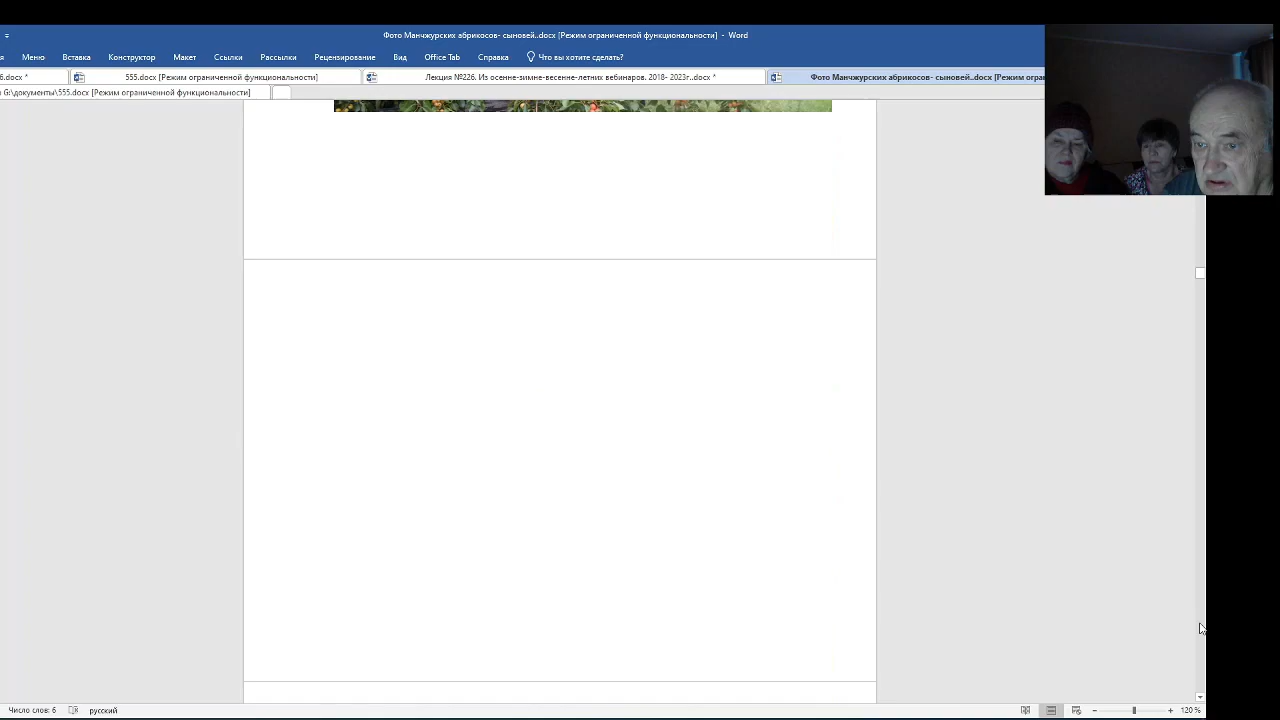 Фото Манчжурских абрикосов- сыновей..docx [Режим ограниченной функциональности] - Word
я Меню Вставка Конструктор Макет Ссылки Рассылки Рецензирование Вид Office Tab Справка Что вы хотите сделать?
6.docx * 555.docx [Режим ограниченной функциональности] Лекция №226. Из осенне-зимне-весенне-летних вебинаров. 2018- 2023г..docx * Фото Манчжурских абрикосов- сыновей..docx [Режим огра
G:\документы\555.docx [Режим ограниченной функциональности]
Число слов: 6 русский 120 %